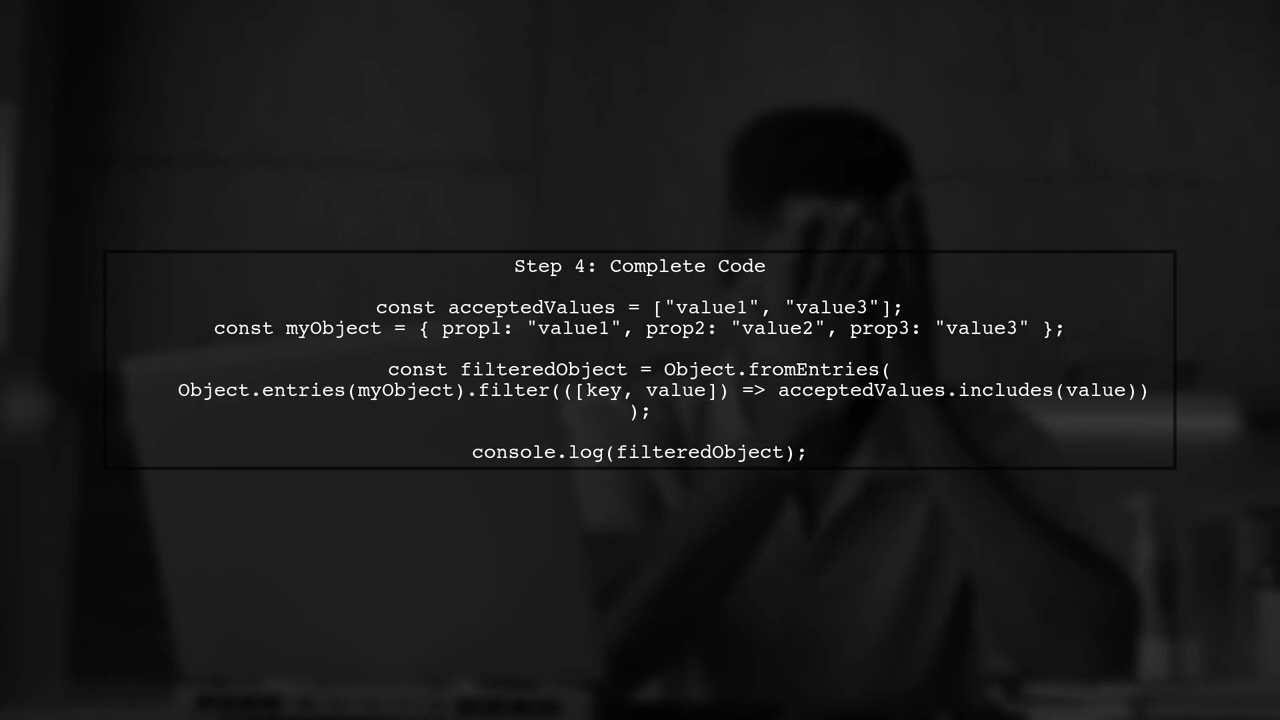 Step 4: Complete Code
const acceptedValues = ["value1", "value3"];
const myObject = { prop1: "value1", prop2: "value2", prop3: "value3" };
const filteredObject = Object.fromEntries(
Object.entries(myObject).filter(([key, value]) => acceptedValues.includes(value))
);
console.log(filteredObject);